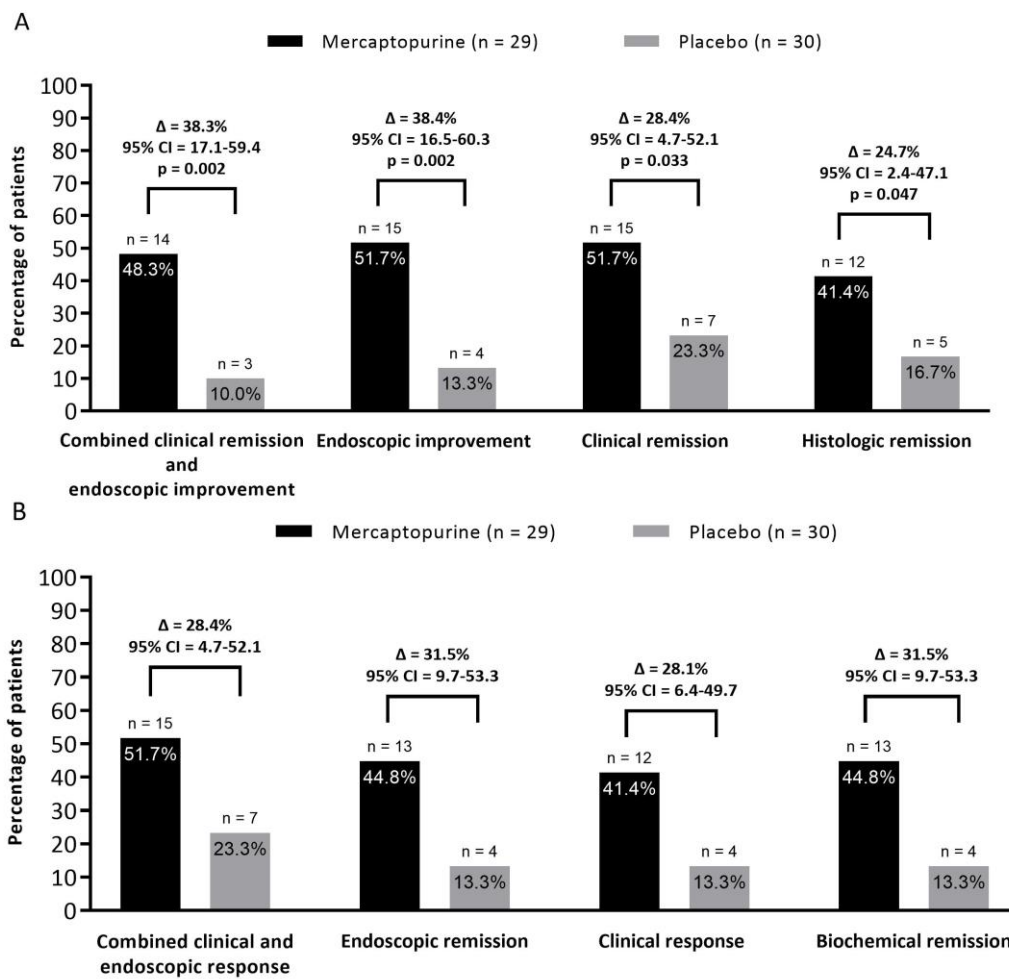 A
Mercaptopurine (n = 29)
Placebo (n = 30)
Percentage of patients
100
90
80
70
60
50
40
30
20
10
0
Δ = 38.3%
95% CI = 17.1-59.4
p = 0.002
n = 14
48.3%
n = 3
10.0%
Δ = 38.4%
95% CI = 16.5-60.3
p = 0.002
n = 15
51.7%
n = 4
13.3%
Δ = 28.4%
95% CI = 4.7-52.1
p = 0.033
n = 15
51.7%
n = 7
23.3%
Δ = 24.7%
95% CI = 2.4-47.1
p = 0.047
n = 12
41.4%
n = 5
16.7%
Combined clinical remission
and
endoscopic improvement
Endoscopic improvement
Clinical remission
Histologic remission
B
Mercaptopurine (n = 29)
Placebo (n = 30)
Percentage of patients
100
90
80
70
60
50
40
30
20
10
0
Δ = 28.4%
95% CI = 4.7-52.1
n = 15
51.7%
n = 7
23.3%
Δ = 31.5%
95% CI = 9.7-53.3
n = 13
44.8%
n = 4
13.3%
Δ = 28.1%
95% CI = 6.4-49.7
n = 12
41.4%
n = 4
13.3%
Δ = 31.5%
95% CI = 9.7-53.3
n = 13
44.8%
n = 4
13.3%
Combined clinical and
endoscopic response
Endoscopic remission
Clinical response
Biochemical remission